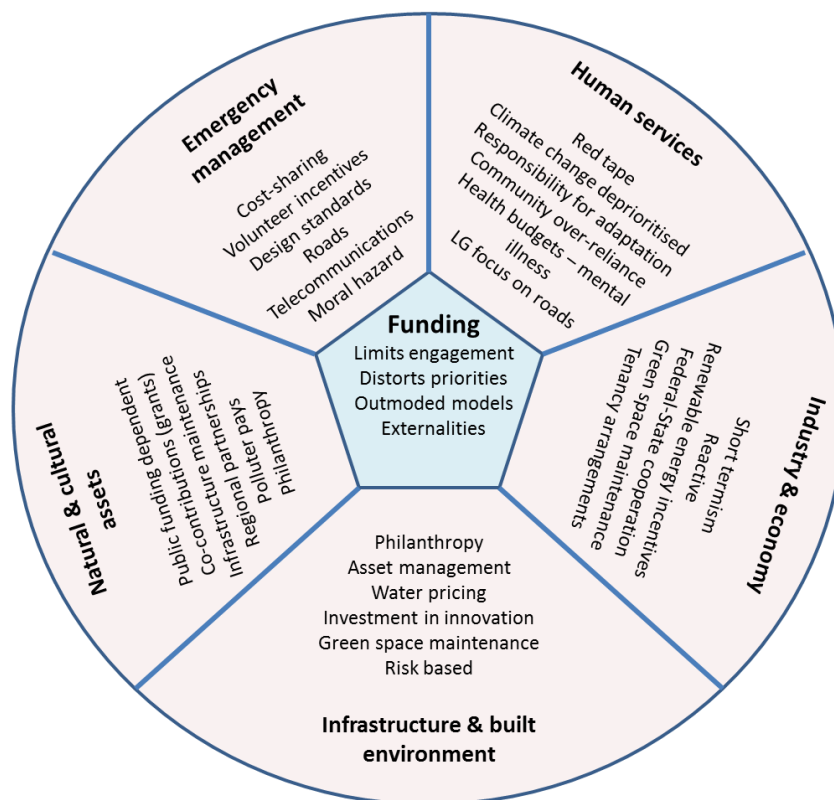 Emergency
management
Cost-sharing
Volunteer incentives
Design standards
Roads
Telecommunications
Moral hazard
Human services
Red tape
Climate change deprioritised
Responsibility for adaptation
Community over-reliance
Health budgets – mental
illness
LG focus on roads
Funding
Limits engagement
Distorts priorities
Outmoded models
Externalities
Natural & cultural
assets
Public funding dependent
Co-contributions (grants)
Infrastructure maintenance
Regional partnerships
Polluter pays
Philanthropy
Industry & economy
Short termism
Reactive
Renewable energy incentives
Federal-State cooperation
Green space maintenance
Tenancy arrangements
Philanthropy
Asset management
Water pricing
Investment in innovation
Green space maintenance
Risk based
Infrastructure & built
environment